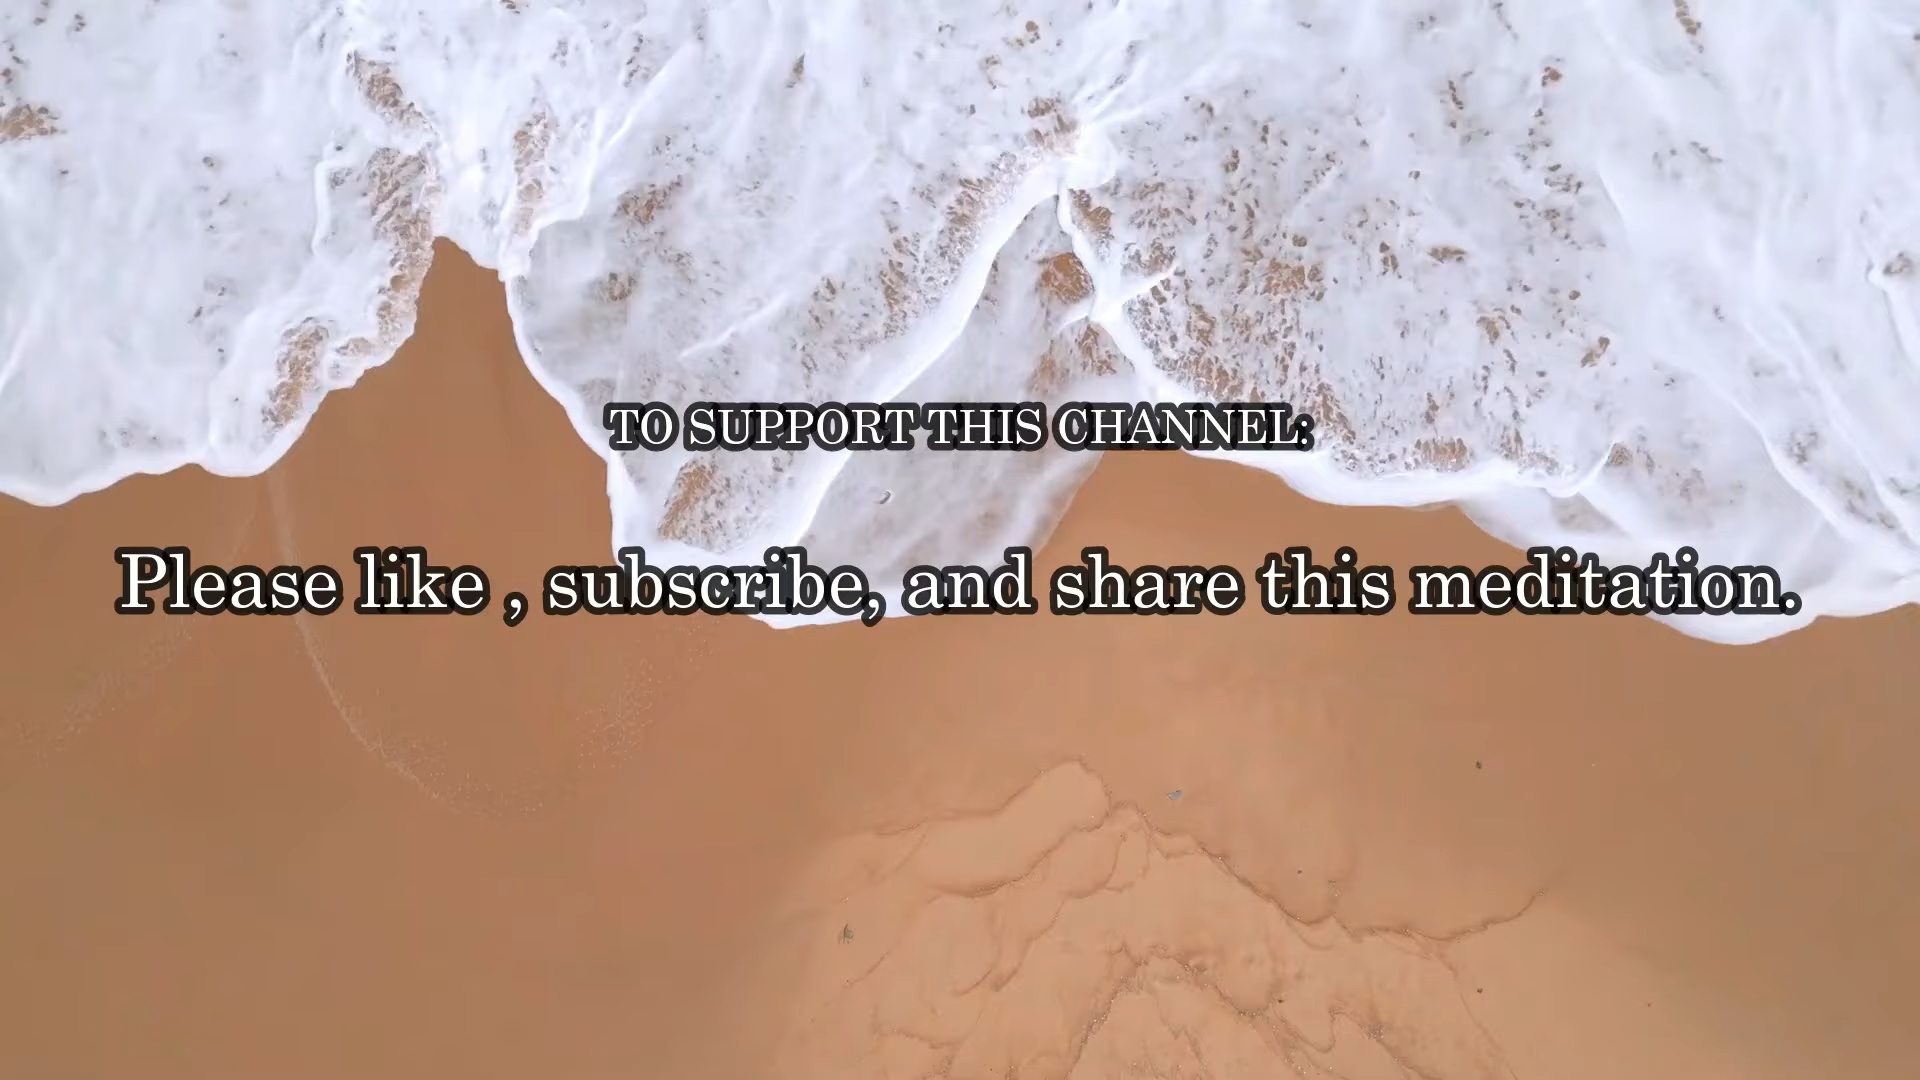 TO SUPPORT THIS CHANNEL:
Please like , subscribe, and share this meditation.